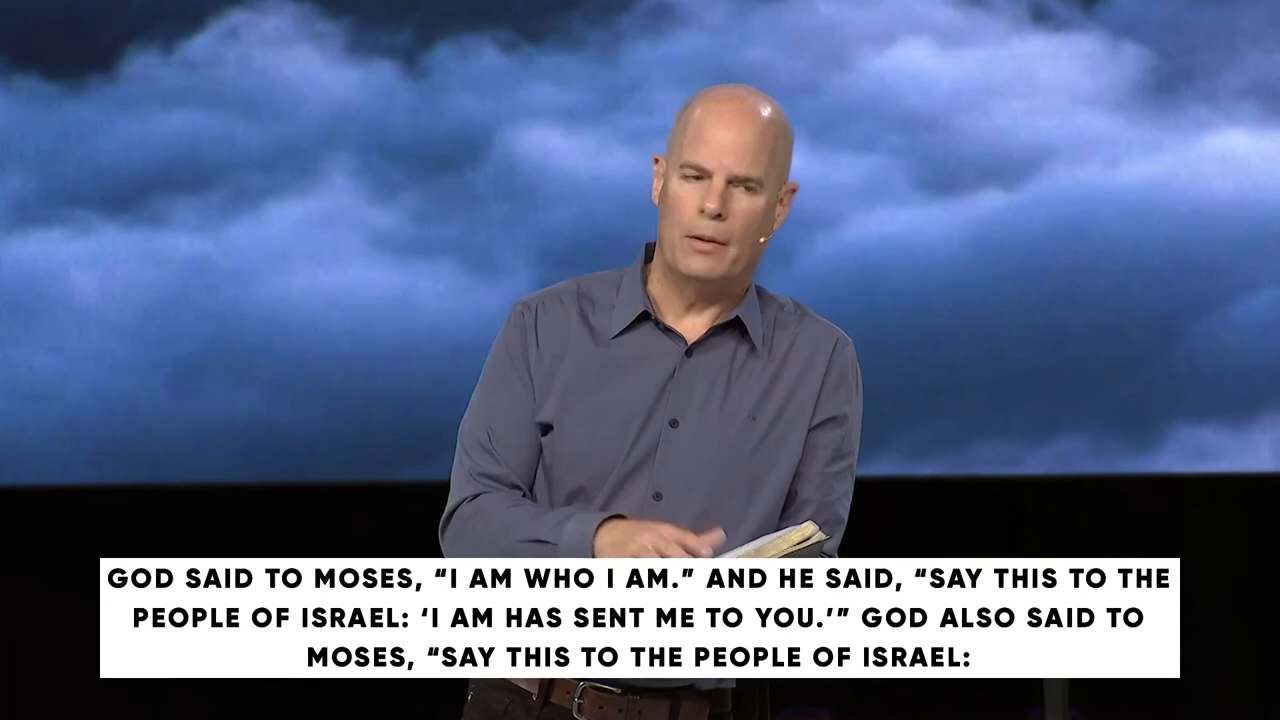 GOD SAID TO MOSES, “I AM WHO I AM.” AND HE SAID, “SAY THIS TO THE
PEOPLE OF ISRAEL: ‘I AM HAS SENT ME TO YOU.’” GOD ALSO SAID TO
MOSES, “SAY THIS TO THE PEOPLE OF ISRAEL: